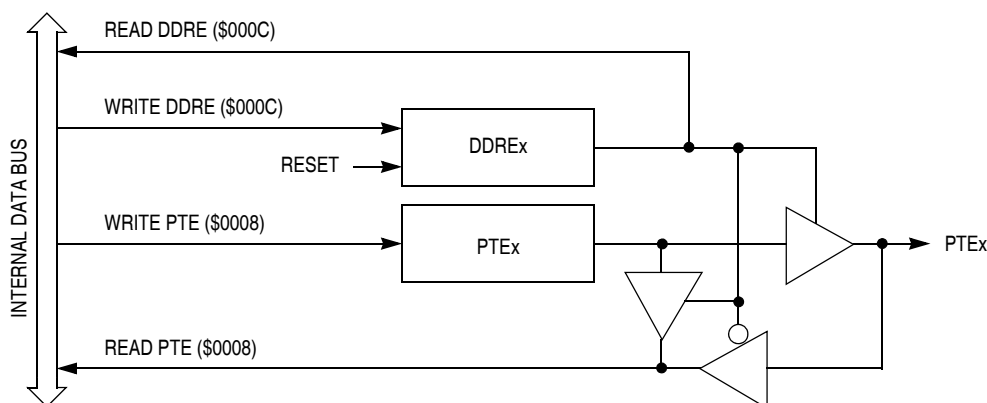 READ DDRE ($000C)
WRITE DDRE ($000C)
DDREx
RESET
INTERNAL DATA BUS
WRITE PTE ($0008)
PTEx
PTEx
READ PTE ($0008)